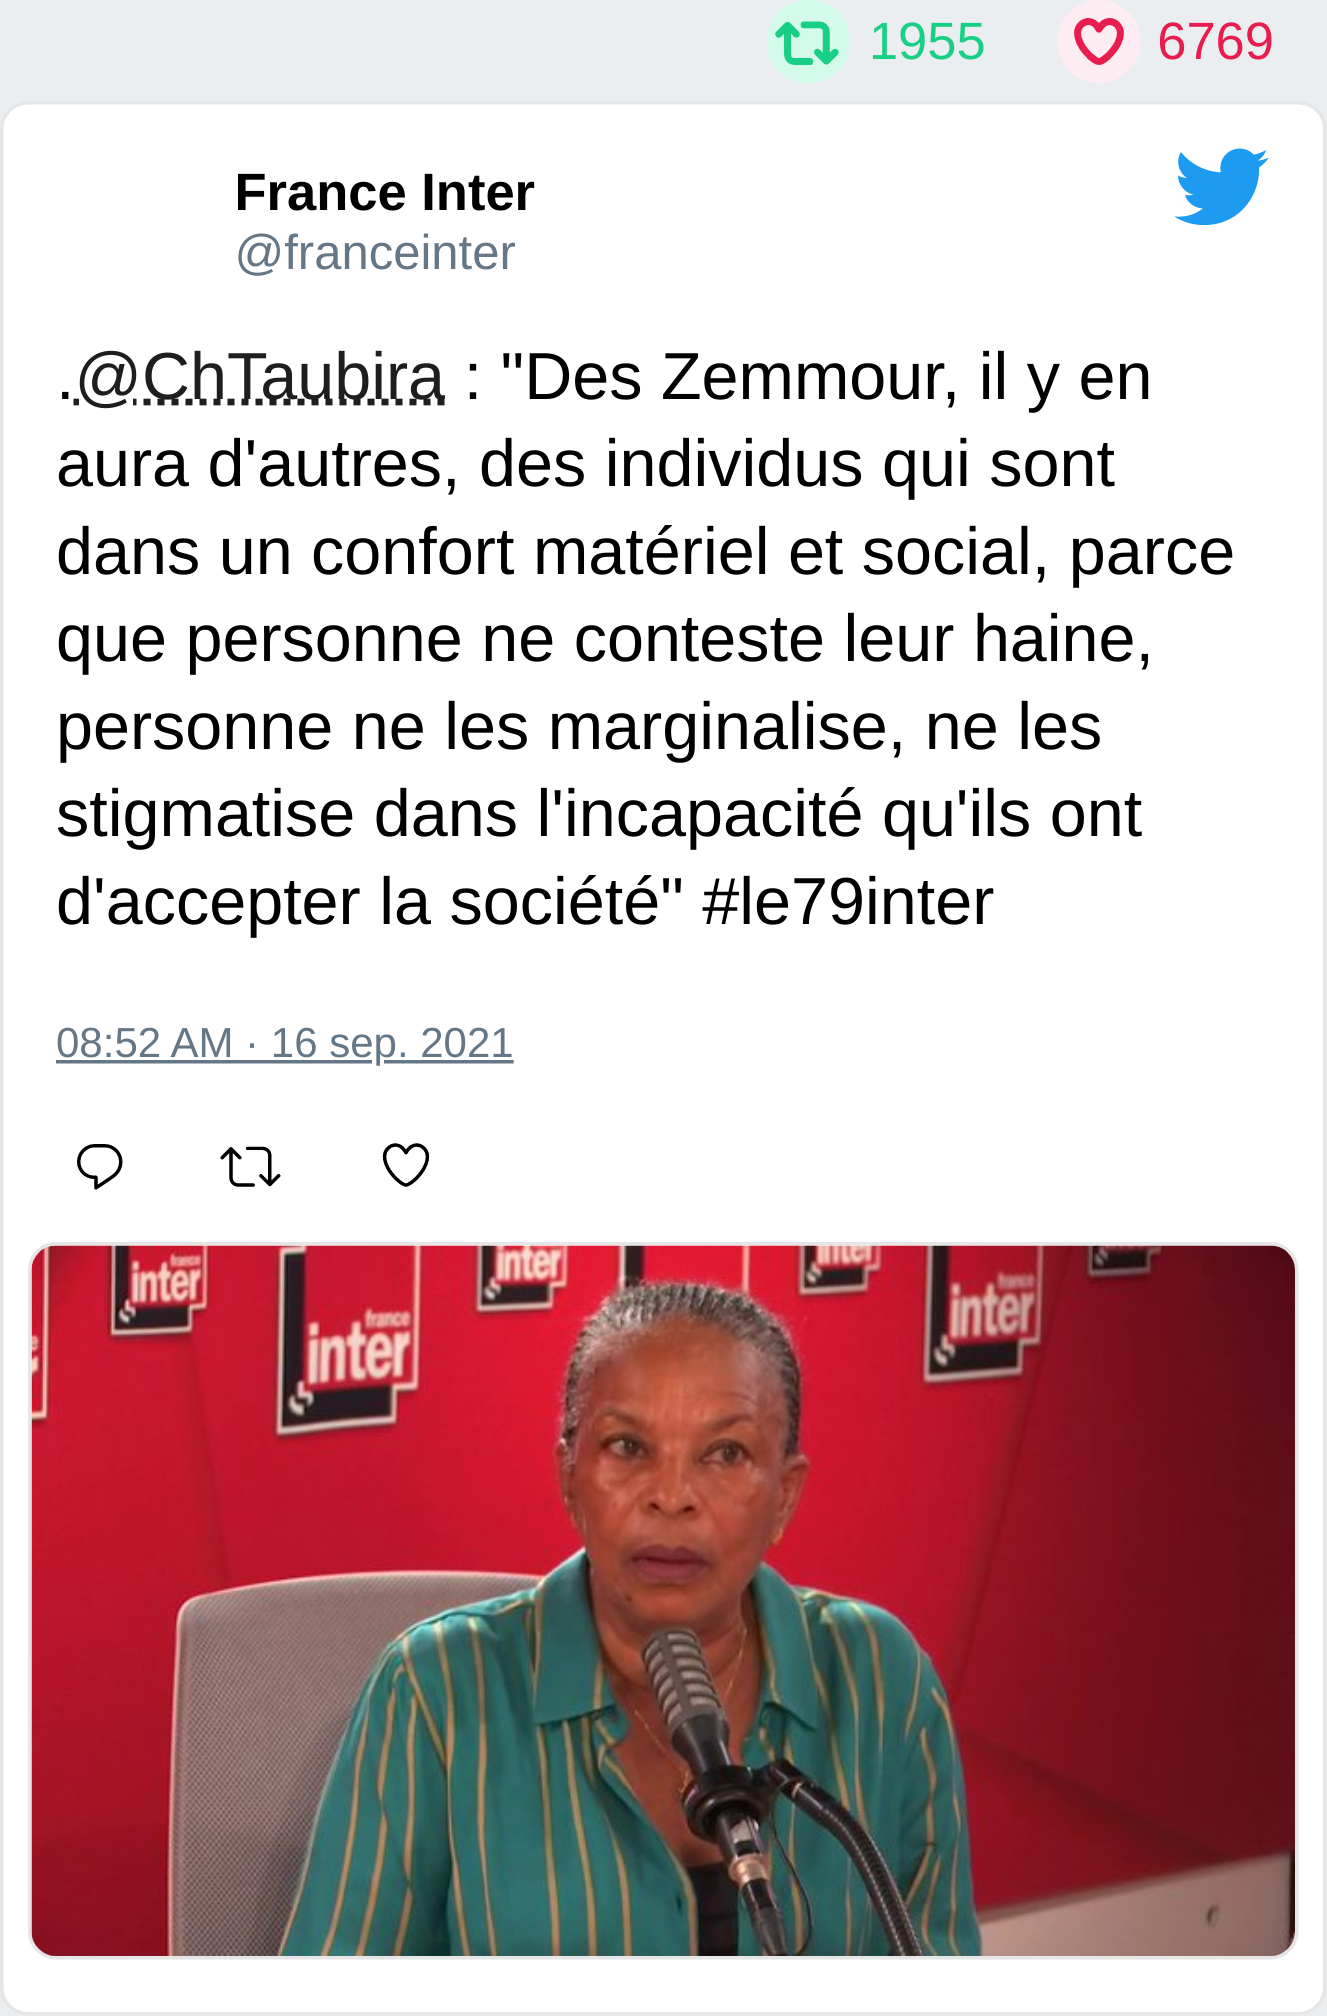 1955 6769
France Inter
@franceinter
.@ChTaubira : "Des Zemmour, il y en
aura d'autres, des individus qui sont
dans un confort matériel et social, parce
que personne ne conteste leur haine,
personne ne les marginalise, ne les
stigmatise dans l'incapacité qu'ils ont
d'accepter la société" #le79inter
08:52 AM · 16 sep. 2021
france
inter
france
inter
inter
inter
france
inter